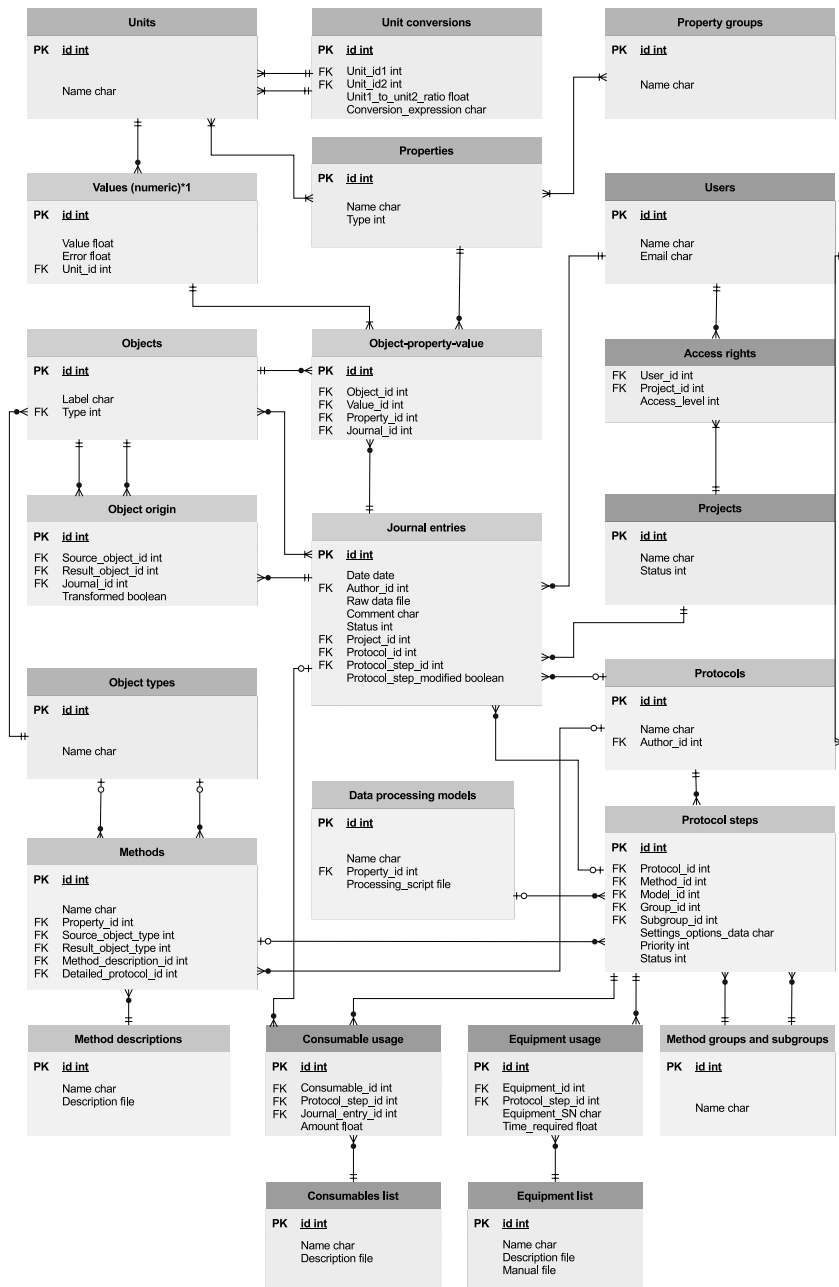 Units
PK id int
Name char
Unit conversions
PK id int
FK Unit_id1 int
FK Unit_id2 int
Unit1_to_unit2_ratio float
Conversion_expression char
Property groups
PK id int
Name char
Properties
PK id int
Name char
Type int
Values (numeric)*1
PK id int
Value float
Error float
FK Unit_id int
Users
PK id int
Name char
Email char
Objects
PK id int
Label char
FK Type int
Object-property-value
PK id int
FK Object_id int
FK Value_id int
FK Property_id int
FK Journal_id int
Access rights
FK User_id int
FK Project_id int
Access_level int
Object origin
PK id int
FK Source_object_id int
FK Result_object_id int
FK Journal_id int
Transformed boolean
Journal entries
PK id int
Date date
FK Author_id int
Raw data file
Comment char
Status int
FK Project_id int
FK Protocol_id int
FK Protocol_step_id int
Protocol_step_modified boolean
Projects
PK id int
Name char
Status int
Object types
PK id int
Name char
Protocols
PK id int
Name char
FK Author_id int
Data processing models
PK id int
Name char
FK Property_id int
Processing_script file
Methods
PK id int
Name char
FK Property_id int
FK Source_object_type int
FK Result_object_type int
FK Method_description_id int
FK Detailed_protocol_id int
Protocol steps
PK id int
FK Protocol_id int
FK Method_id int
FK Model_id int
FK Group_id int
FK Subgroup_id int
Settings_options_data char
Priority int
Status int
Method descriptions
PK id int
Name char
Description file
Consumable usage
PK id int
FK Consumable_id int
FK Protocol_step_id int
FK Journal_entry_id int
Amount float
Equipment usage
PK id int
FK Equipment_id int
FK Protocol_step_id int
Equipment_SN char
Time_required float
Method groups and subgroups
PK id int
Name char
Consumables list
PK id int
Name char
Description file
Equipment list
PK id int
Name char
Description file
Manual file